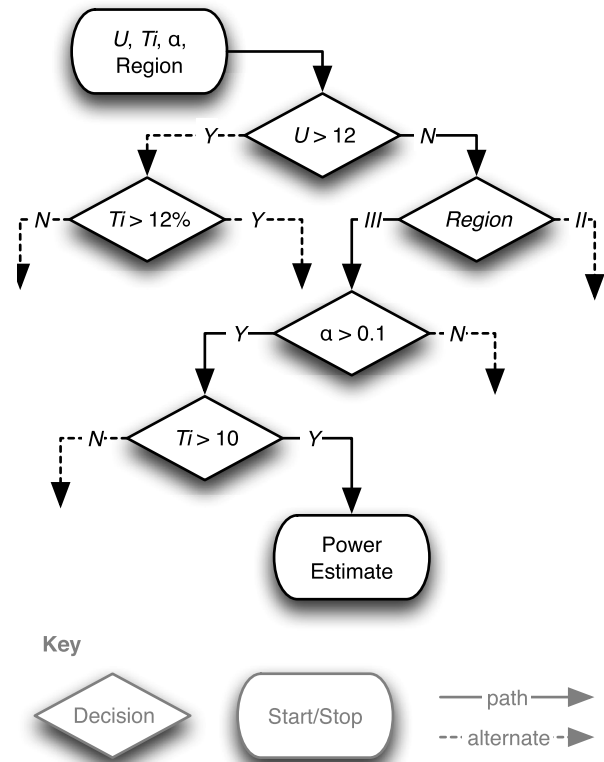 U, Ti, α,
Region
Y
U > 12
N
N
Ti > 12%
Y
III
Region
II
Y
α > 0.1
N
N
Ti > 10
Y
Power
Estimate
Key
Decision
Start/Stop
path
alternate